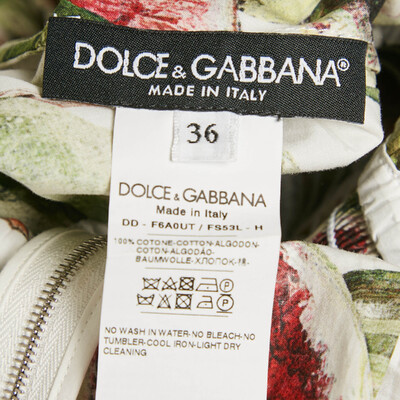 DOLCE & GABBANA®
MADE IN ITALY
36
DOLCE & GABBANA
Made in Italy
DD - F6A0UT / FS53L - H
100% COTONE-COTTON-ALGODON-
COTON-ALGODÃO-
BAUMWOLLE-ХЛОПОК-棉-
NO WASH IN WATER-NO BLEACH-NO
TUMBLER-COOL IRON-LIGHT DRY
CLEANING